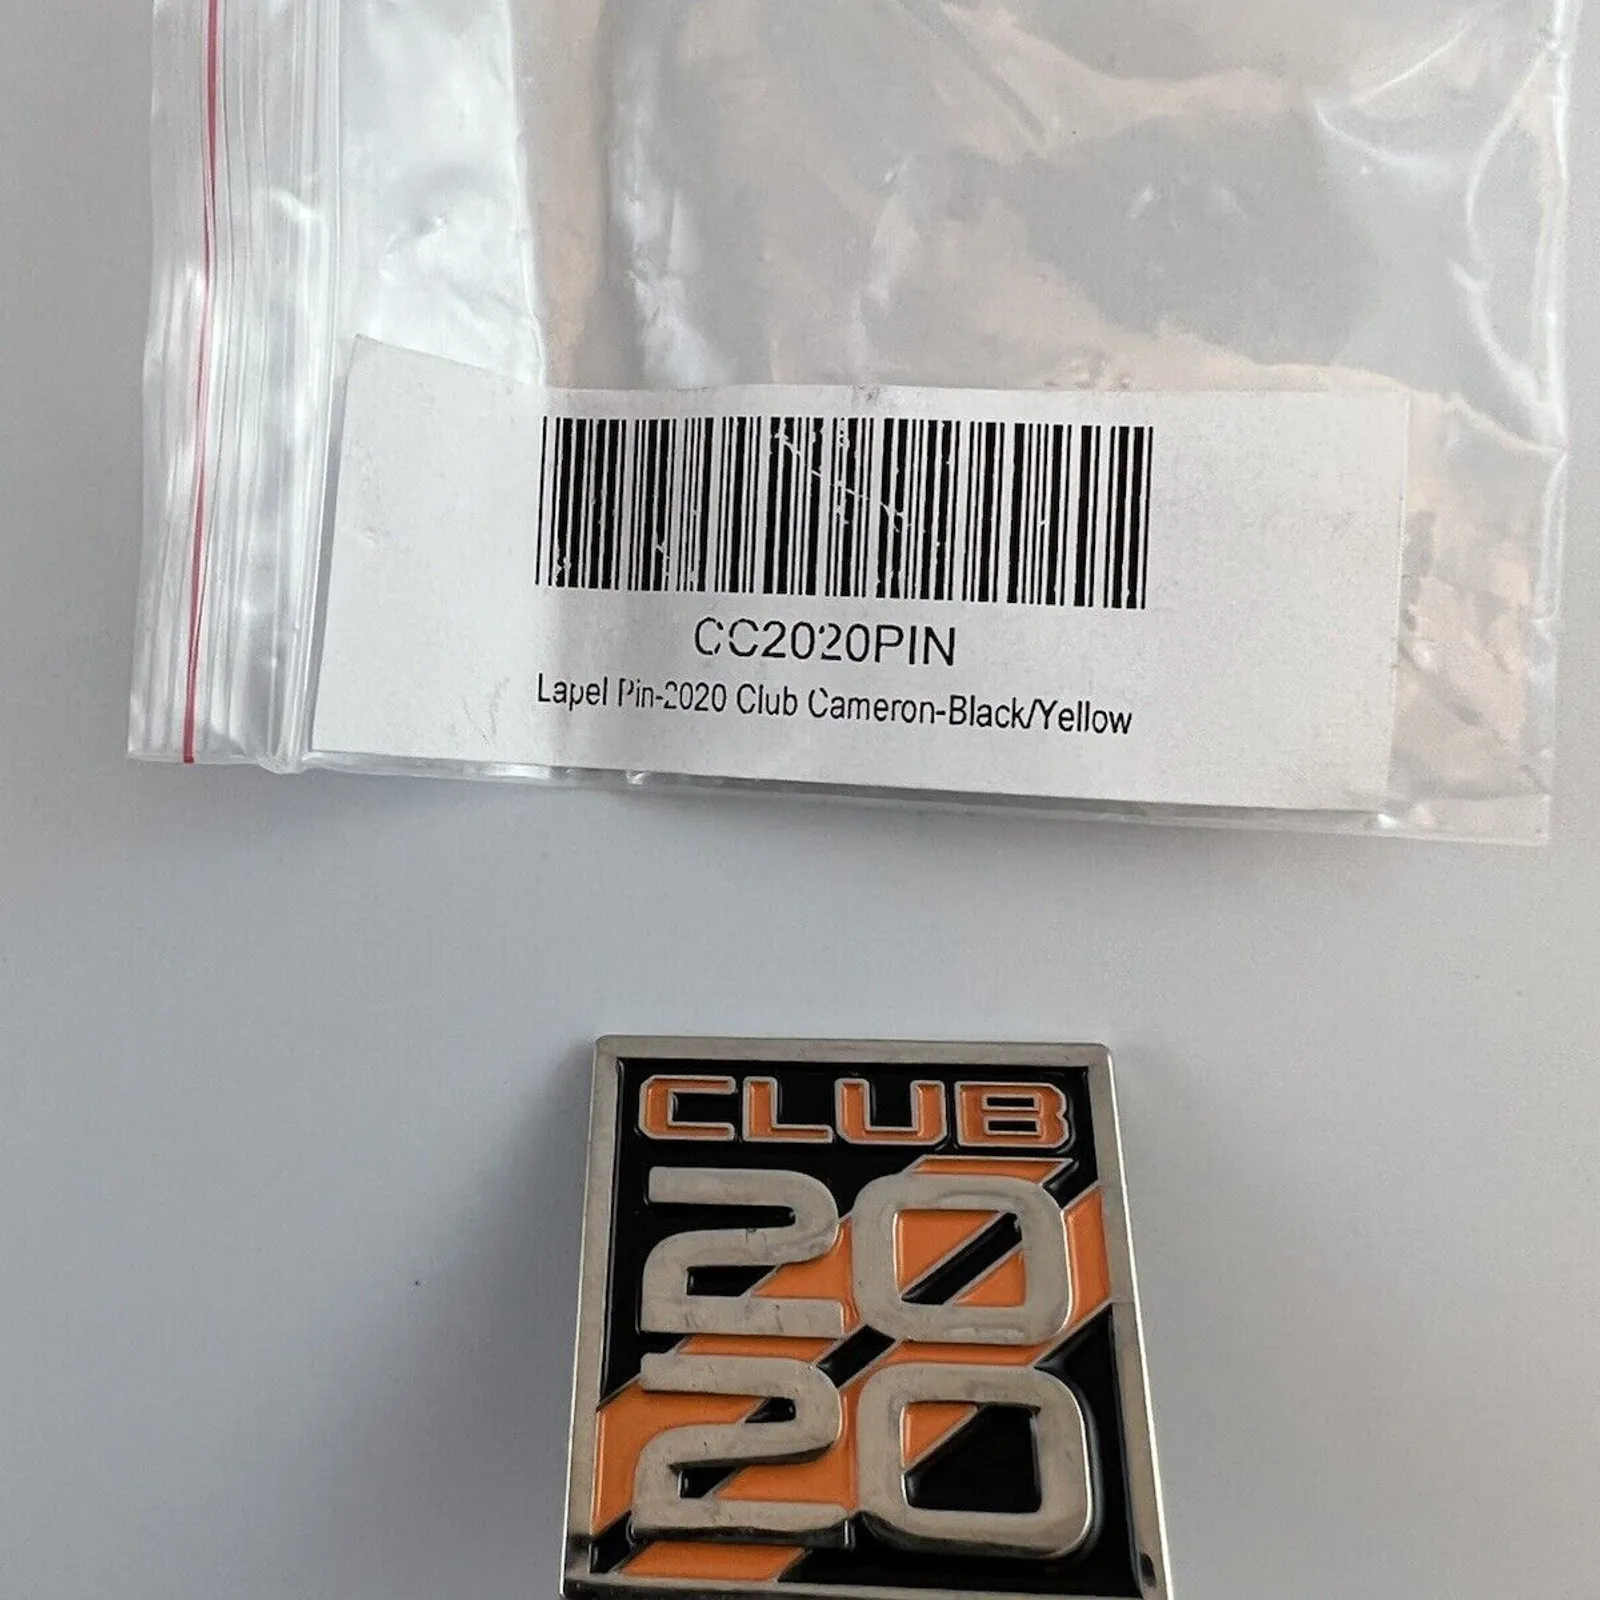 CC2020PIN
Lapel Pin-2020 Club Cameron-Black/Yellow
CLUB
20
20